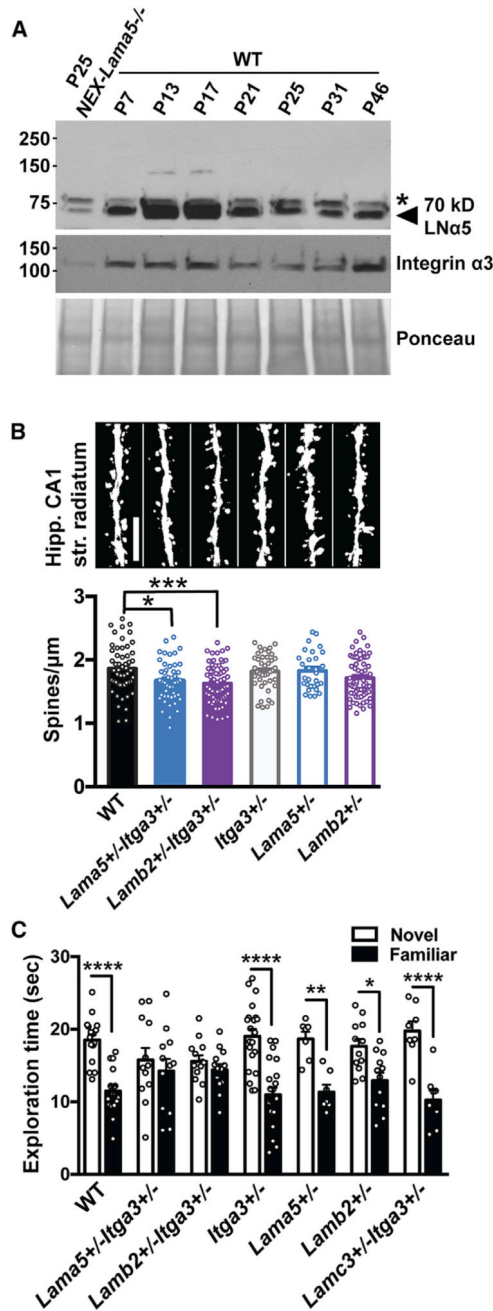 A
P25
NEX-Lama5-/-
WT
P7 P13 P17 P21 P25 P31 P46
250
150
75
*
70 kD
LNα5
150
100
Integrin α3
Ponceau
B
Hipp. CA1
str. radiatum
***
*
Spines/µm
3
2
1
0
WT
Lama5+/-Itga3+/-
Lamb2+/-Itga3+/-
Itga3+/-
Lama5+/-
Lamb2+/-
C
Novel
Familiar
Exploration time (sec)
30
20
10
0
**** **** ** * ****
WT
Lama5+/-Itga3+/-
Lamb2+/-Itga3+/-
Itga3+/-
Lama5+/-
Lamb2+/-
Lamc3+/-Itga3+/-